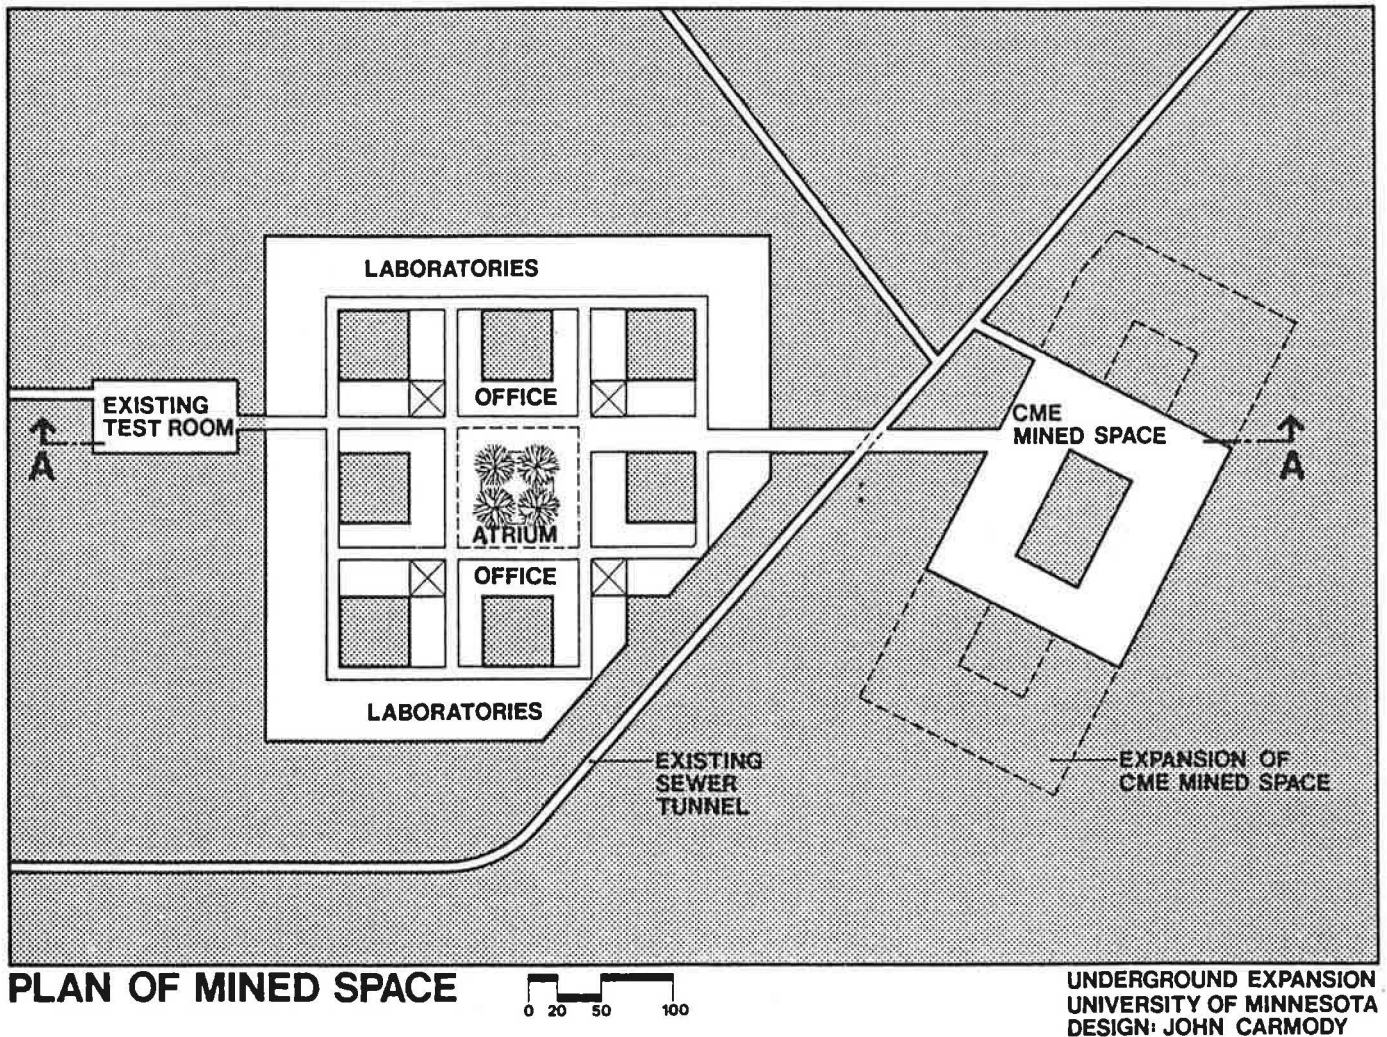 LABORATORIES
EXISTING
TEST ROOM
OFFICE
CME
MINED SPACE
A
A
ATRIUM
OFFICE
LABORATORIES
EXISTING
SEWER
TUNNEL
EXPANSION OF
CME MINED SPACE
PLAN OF MINED SPACE
0 20 50 100
UNDERGROUND EXPANSION
UNIVERSITY OF MINNESOTA
DESIGN: JOHN CARMODY